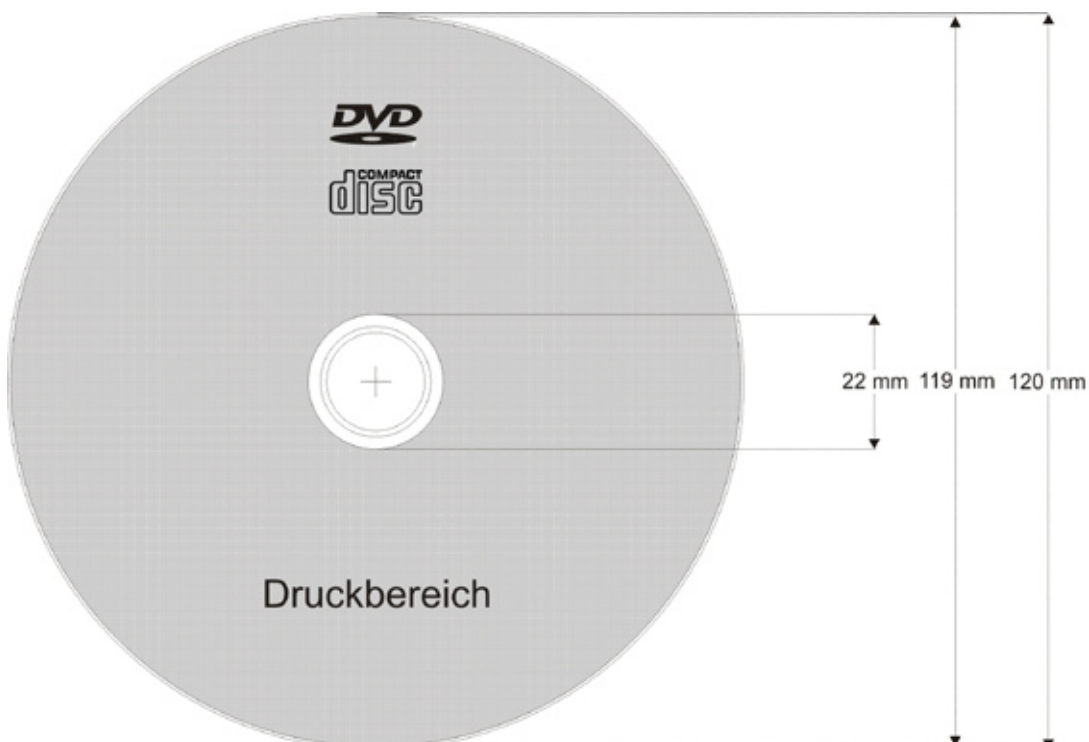 DVD
COMPACT
disc
22 mm 119 mm 120 mm
Druckbereich